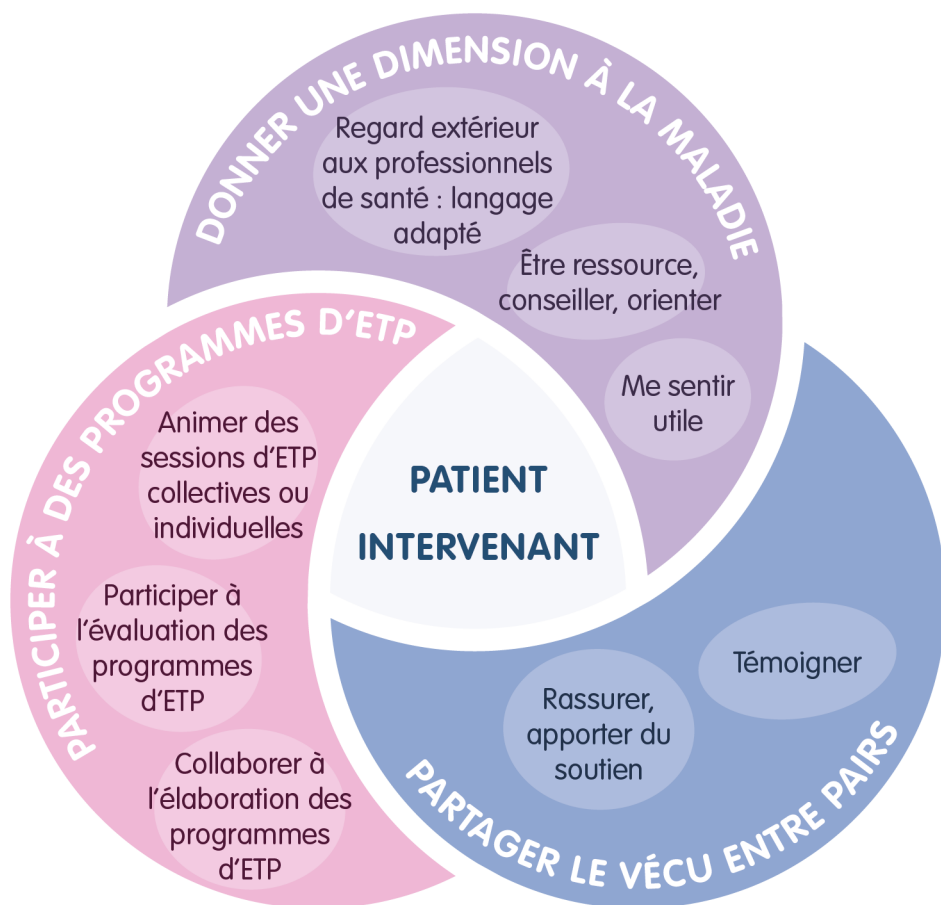 DONNER UNE DIMENSION À LA MALADIE
Regard extérieur
aux professionnels
de santé : langage
adapté
Être ressource,
conseiller, orienter
Me sentir
utile
PARTICIPER À DES PROGRAMMES D'ETP
Animer des
sessions d'ETP
collectives ou
individuelles
Participer à
l'évaluation des
programmes
d'ETP
Collaborer à
l'élaboration des
programmes
d'ETP
PATIENT
INTERVENANT
Témoigner
Rassurer,
apporter du
soutien
PARTAGER LE VÉCU ENTRE PAIRS